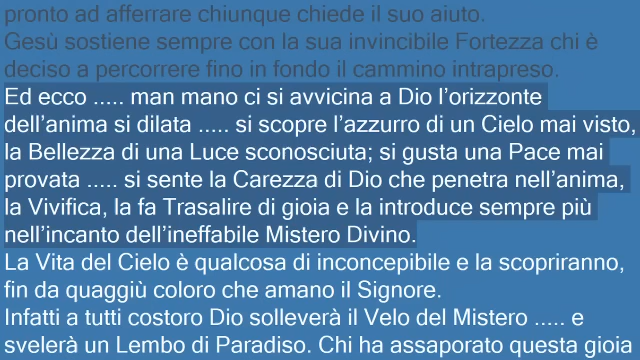 pronto ad afferrare chiunque chiede il suo aiuto.
Gesù sostiene sempre con la sua invincibile Fortezza chi è
deciso a percorrere fino in fondo il cammino intrapreso.
Ed ecco ..... man mano ci si avvicina a Dio l’orizzonte
dell’anima si dilata ..... si scopre l’azzurro di un Cielo mai visto,
la Bellezza di una Luce sconosciuta; si gusta una Pace mai
provata ..... si sente la Carezza di Dio che penetra nell’anima,
la Vivifica, la fa Trasalire di gioia e la introduce sempre più
nell’incanto dell’ineffabile Mistero Divino.
La Vita del Cielo è qualcosa di inconcepibile e la scopriranno,
fin da quaggiù coloro che amano il Signore.
Infatti a tutti costoro Dio solleverà il Velo del Mistero ..... e
svelerà un Lembo di Paradiso. Chi ha assaporato questa gioia